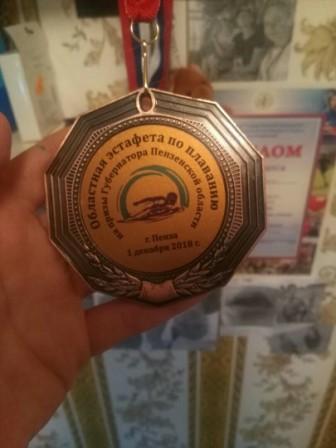 Областная эстафета по плаванию
на призы Губернатора Пензенской области
г. Пенза
1 декабря 2018 г.